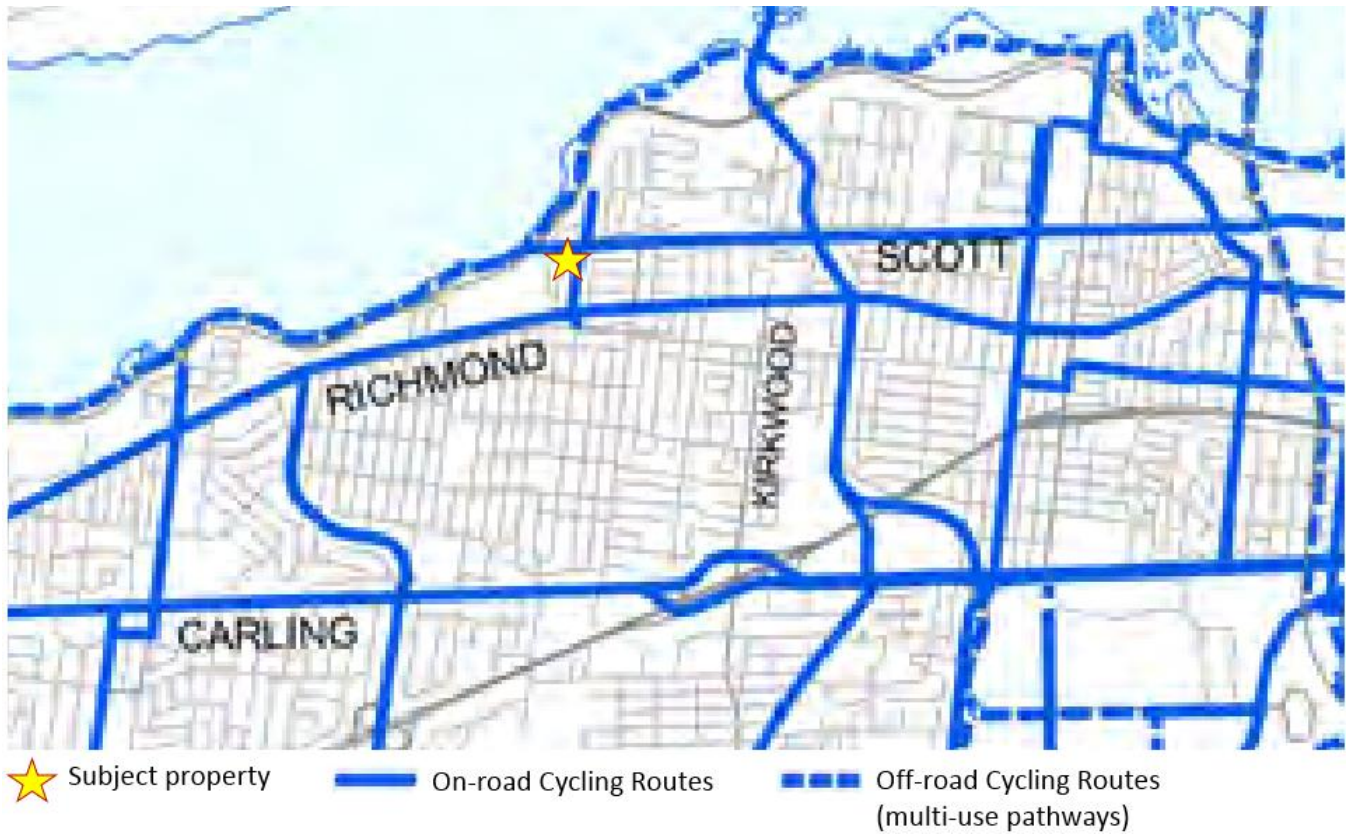 SCOTT
RICHMOND
KIRKWOOD
CARLING
Subject property
On-road Cycling Routes
Off-road Cycling Routes
(multi-use pathways)